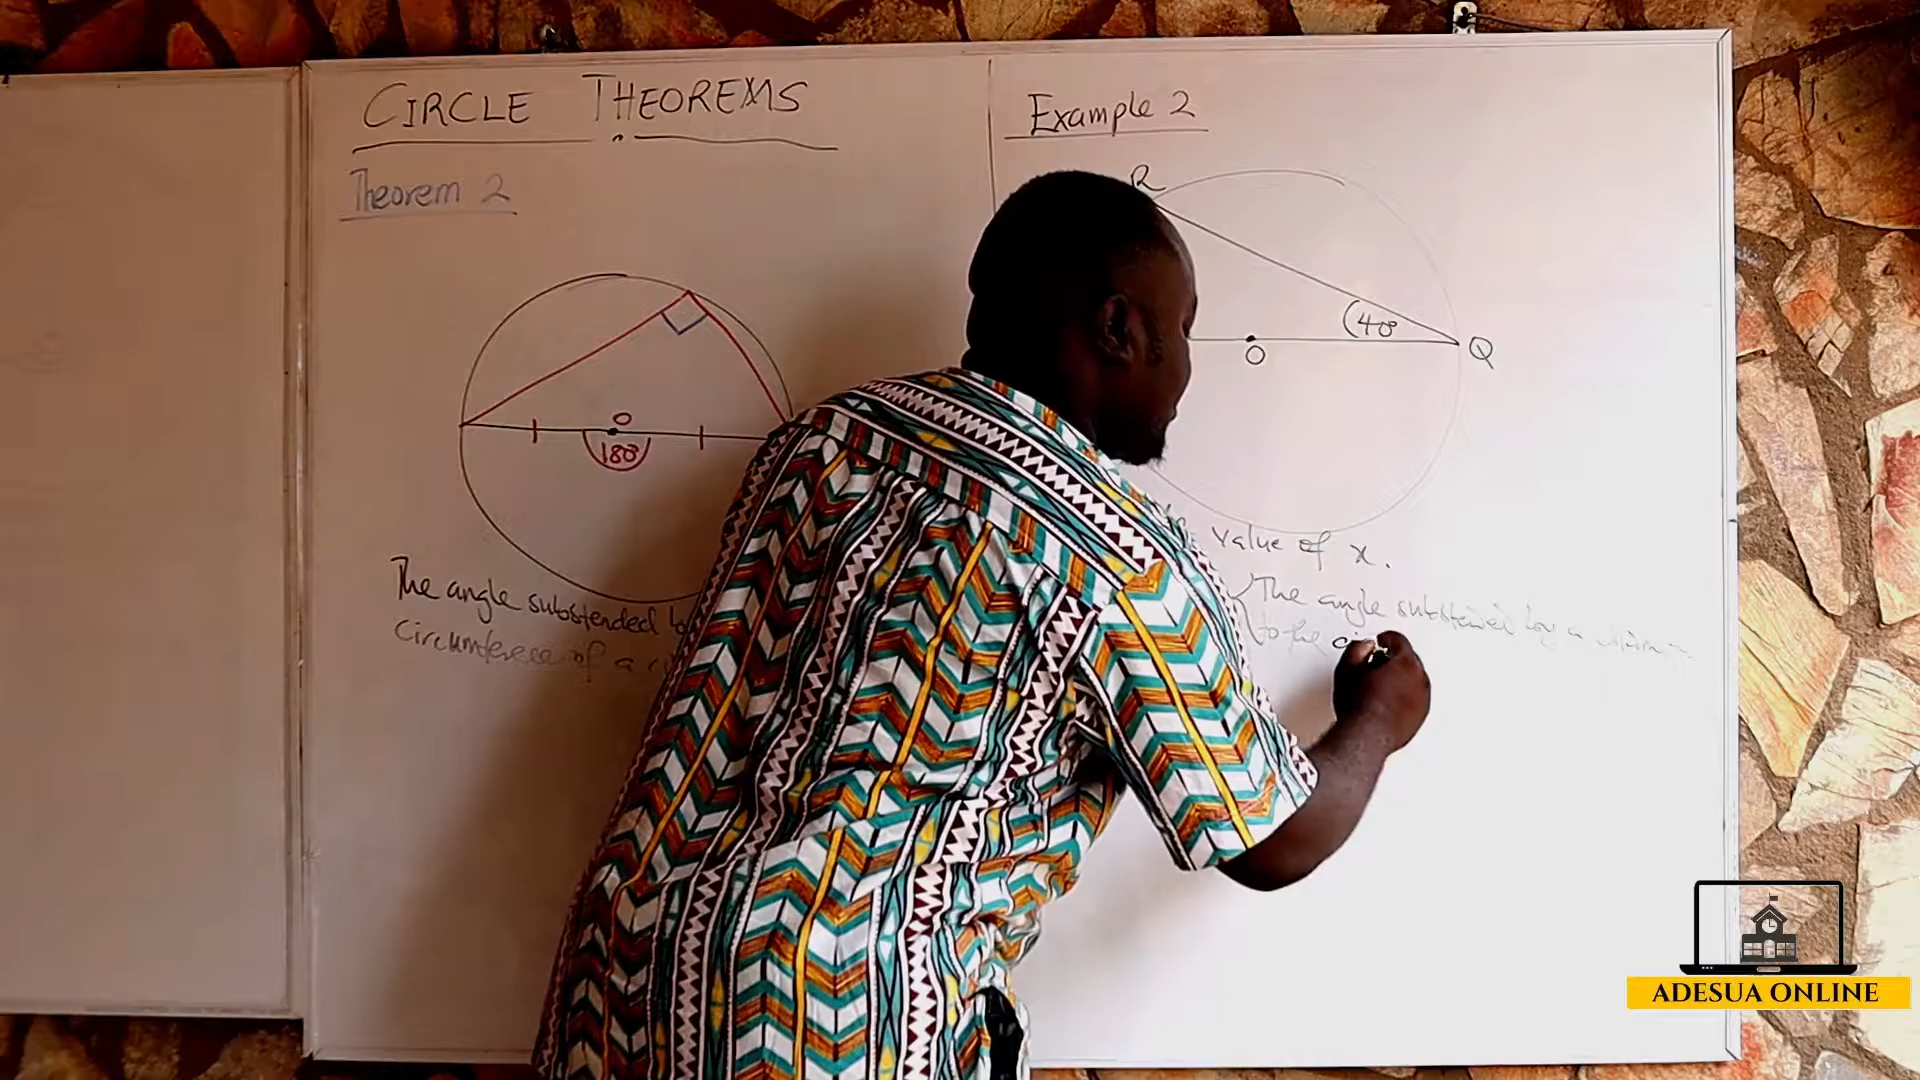 CIRCLE THEOREMS
Theorem 2
O
180°
The angle substended
Circumference of a
Example 2
R
40°
O
Q
value of x.
The angle substended by a
to the
ADESUA ONLINE